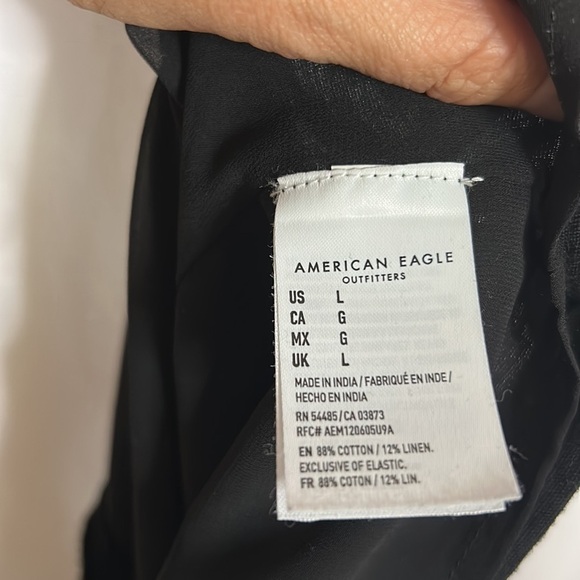 AMERICAN EAGLE
OUTFITTERS
US L
CA G
MX G
UK L
MADE IN INDIA / FABRIQUÉ EN INDE /
HECHO EN INDIA
RN 54485 / CA 03873
RFC# AEM120605U9A
EN 88% COTTON / 12% LINEN.
EXCLUSIVE OF ELASTIC.
FR 88% COTON / 12% LIN.